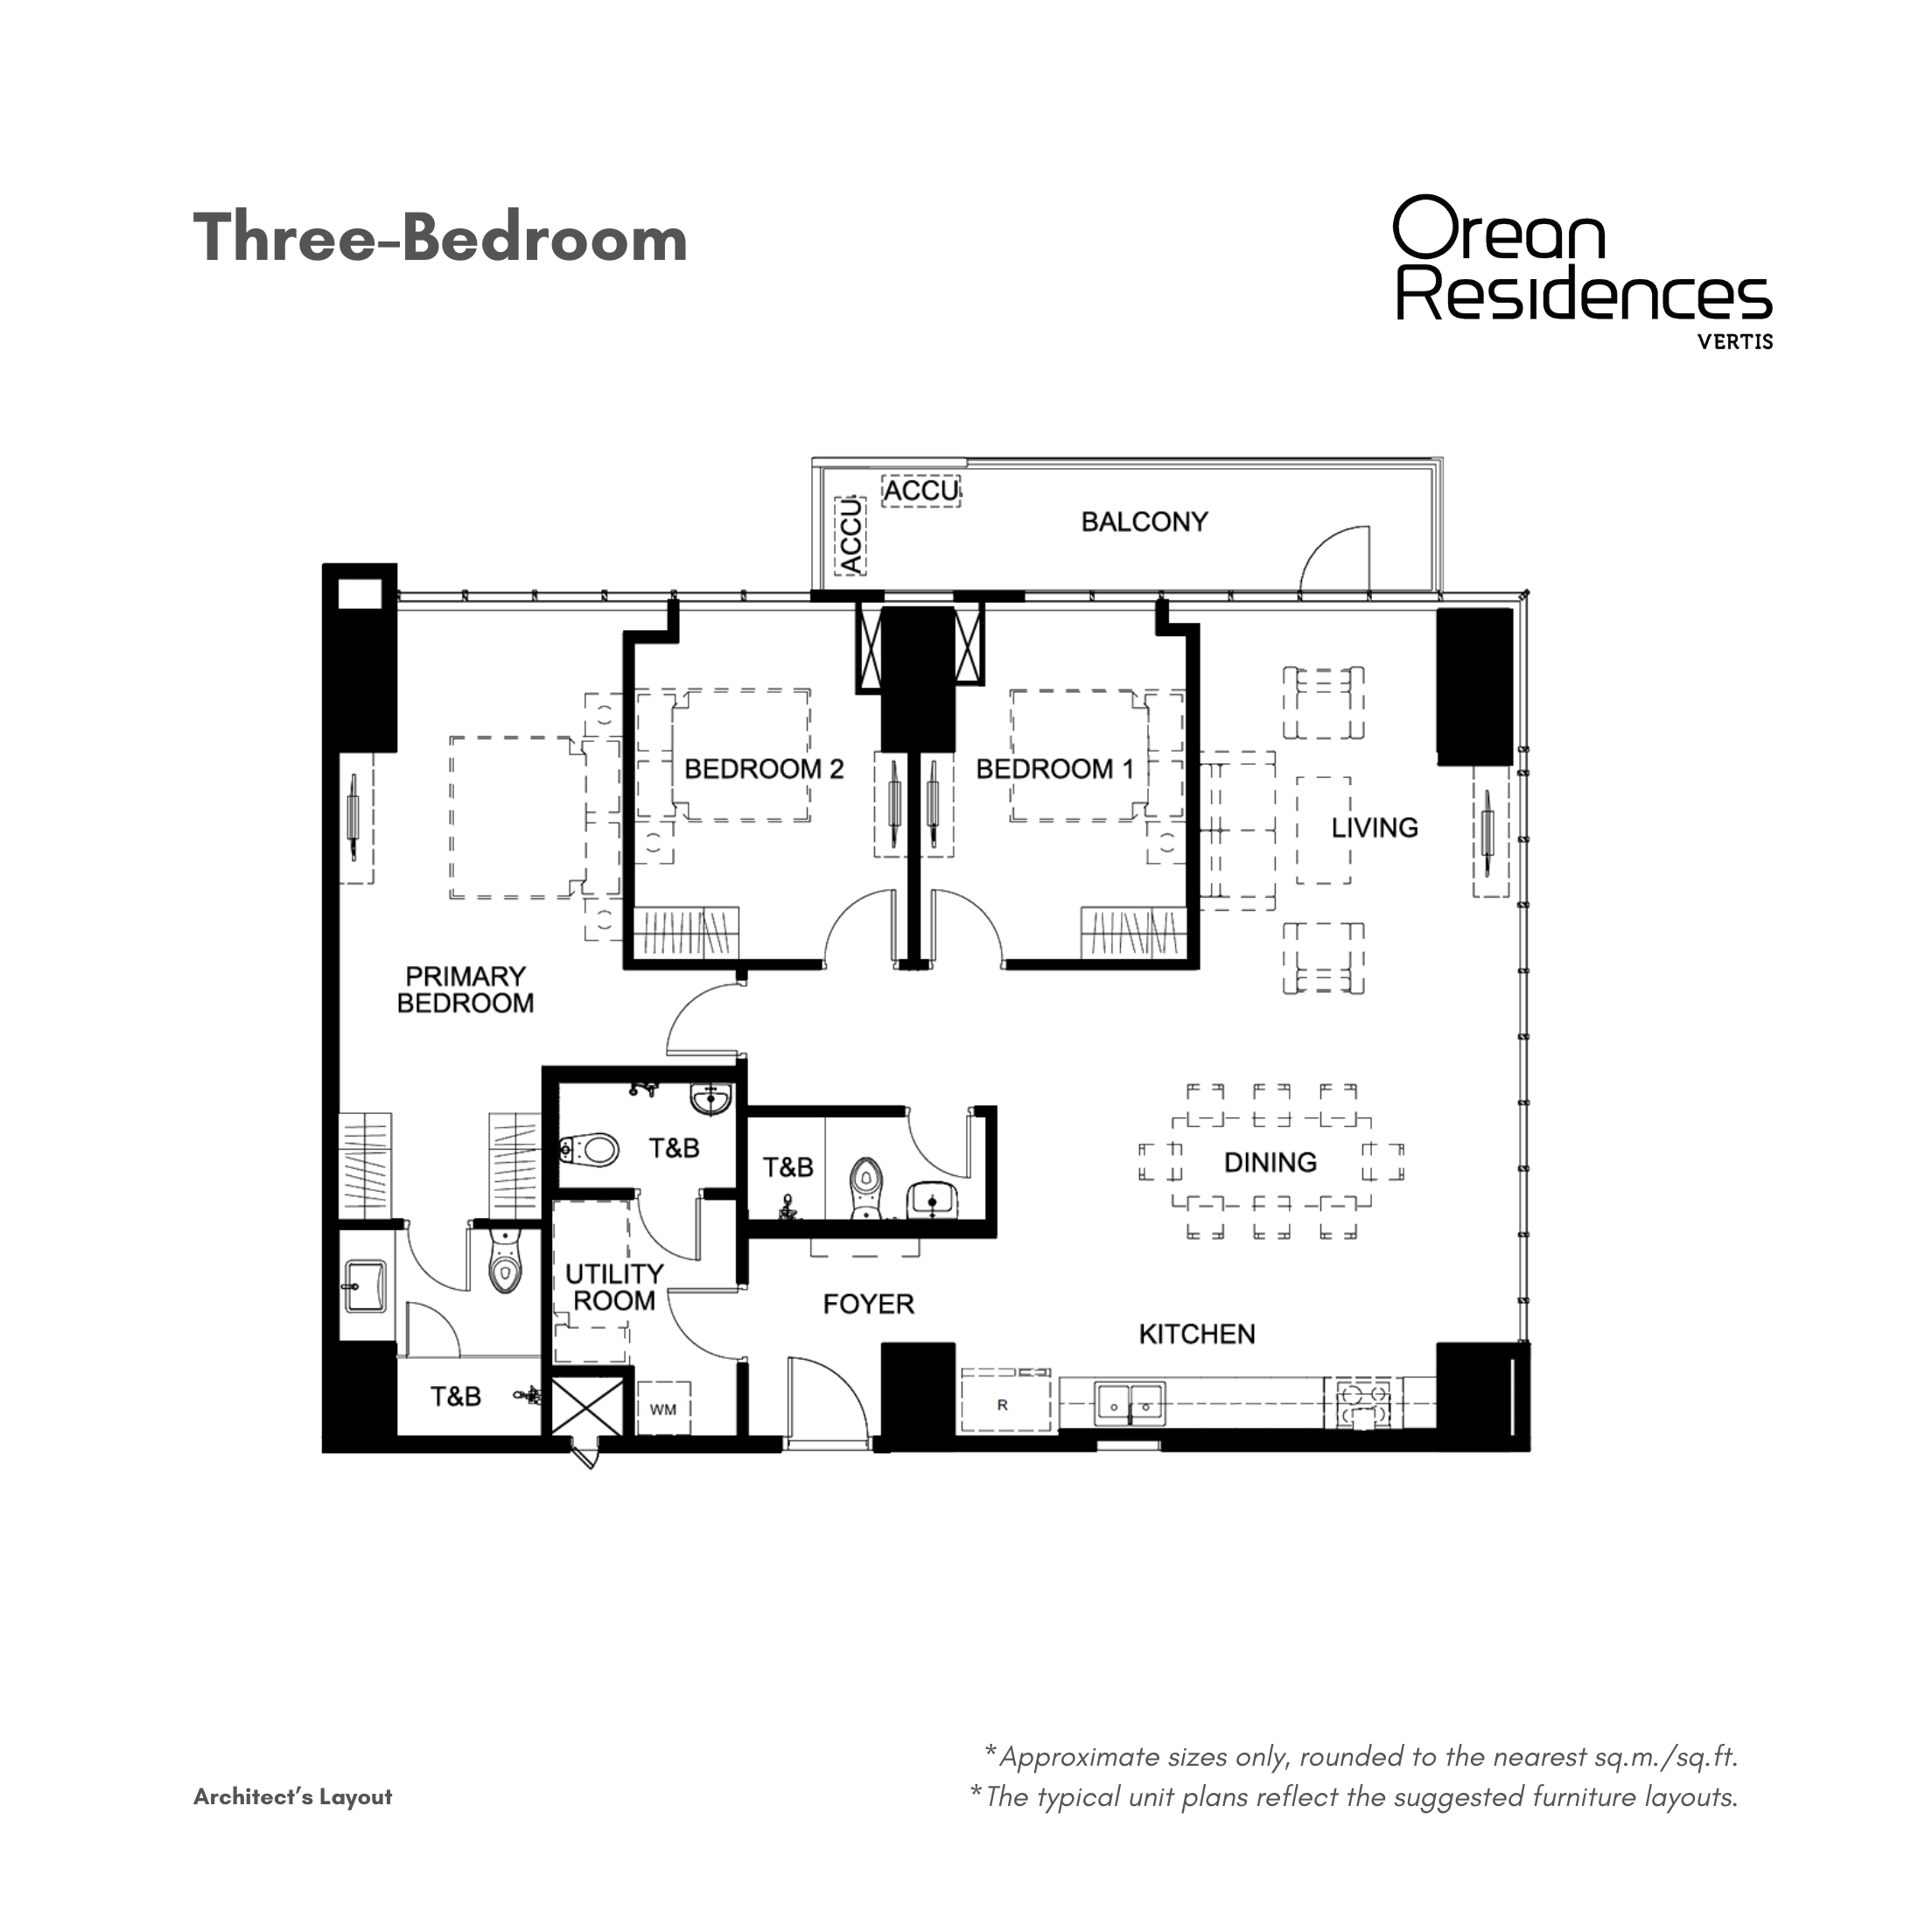 Three-Bedroom
Orean
Residences
VERTIS
ACCU.
ACCU.
BALCONY
BEDROOM 2
BEDROOM 1
LIVING
PRIMARY
BEDROOM
T&B
T&B
DINING
UTILITY
ROOM
FOYER
KITCHEN
T&B
WM
R
*Approximate sizes only, rounded to the nearest sq.m./sq.ft.
Architect’s Layout
*The typical unit plans reflect the suggested furniture layouts.